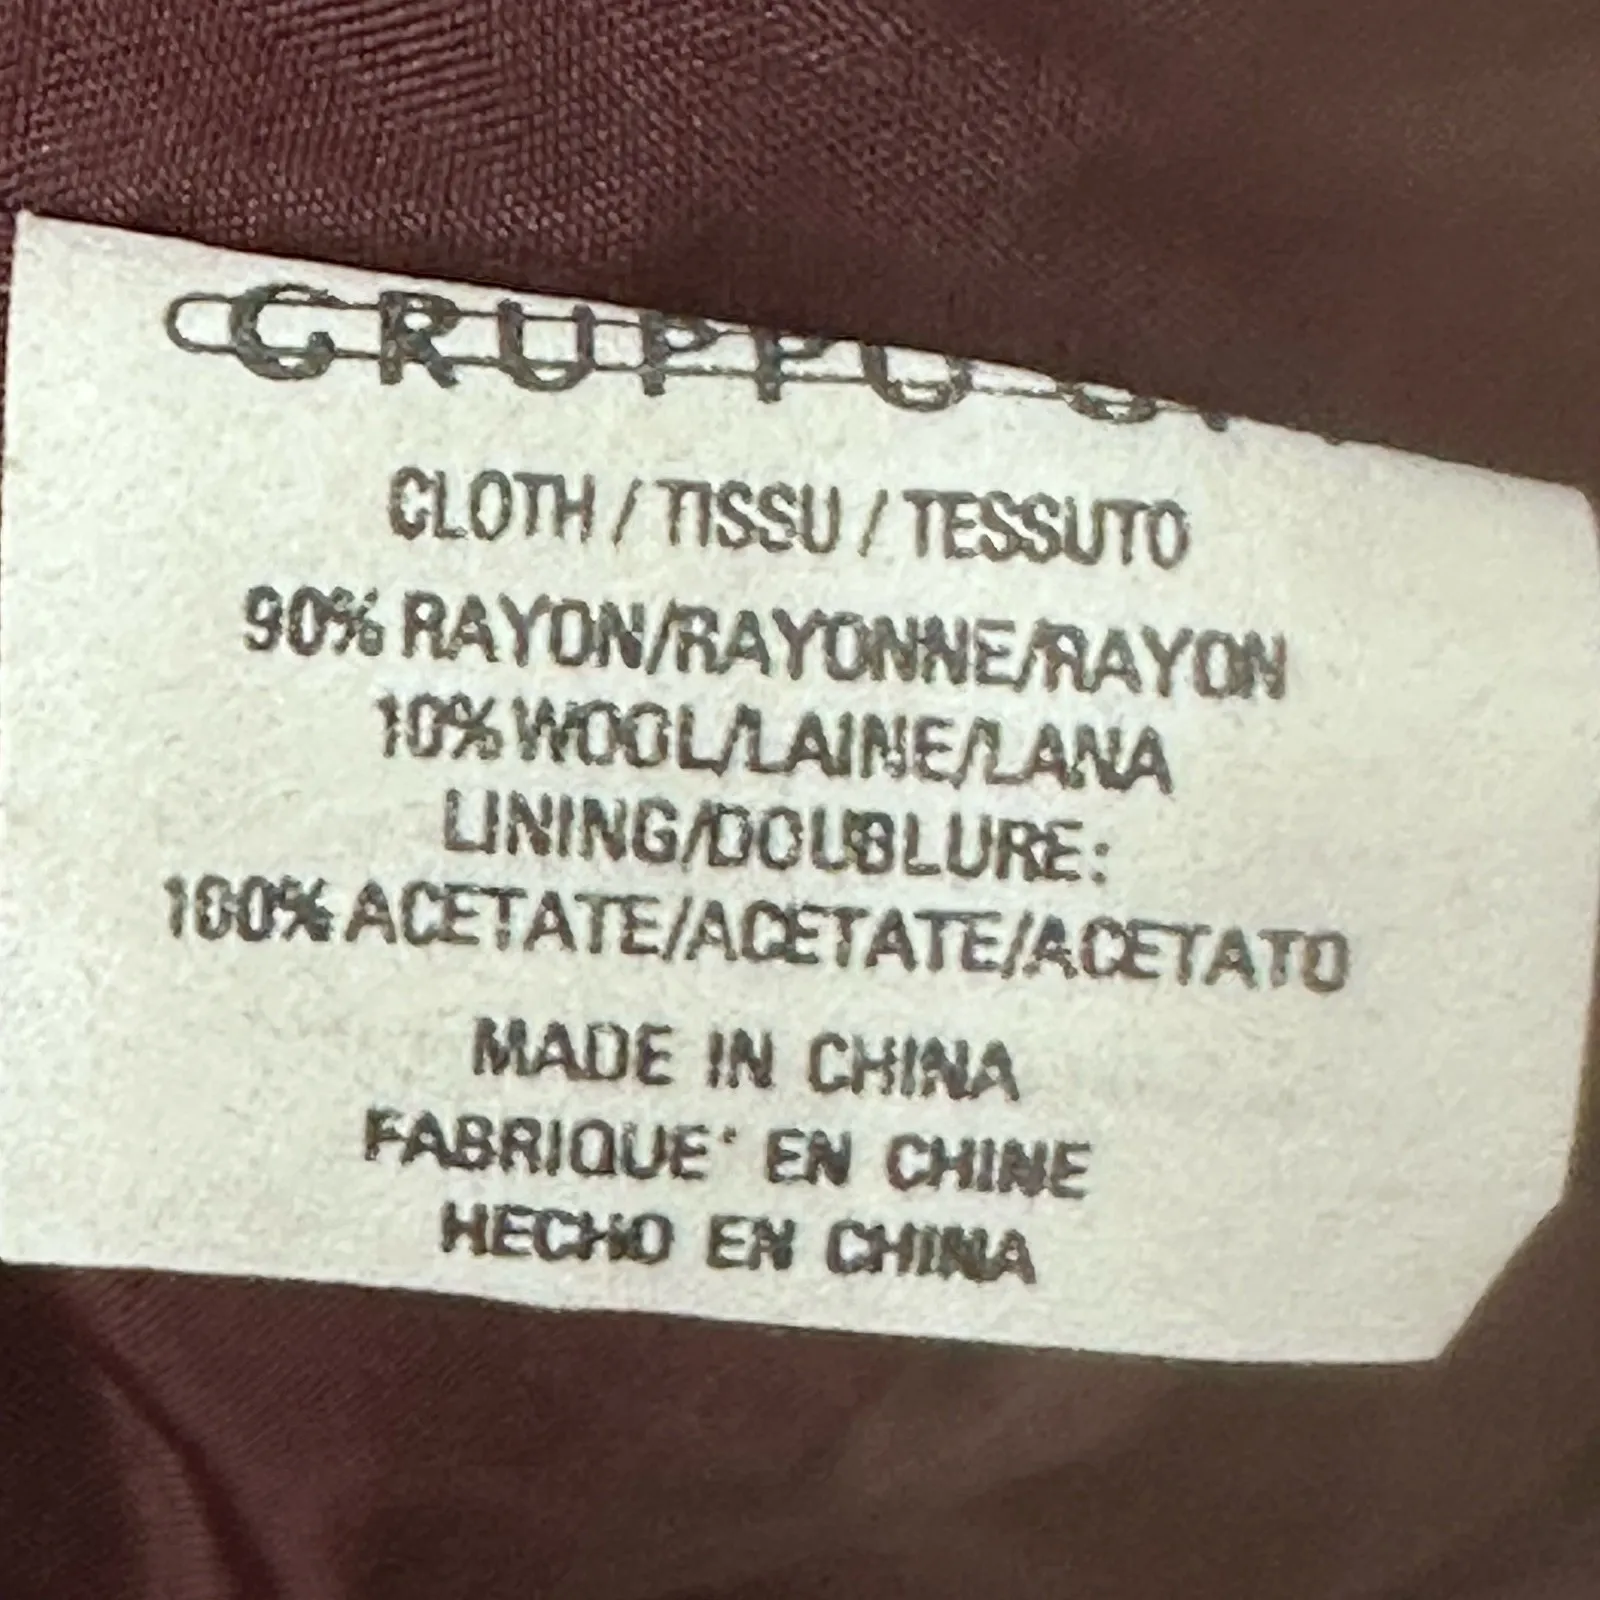 GRUPPO
CLOTH / TISSU / TESSUTO
90% RAYON/RAYONNE/RAYON
10% WOOL/LAINE/LANA
LINING/DOUBLURE:
100% ACETATE/ACETATE/ACETATO
MADE IN CHINA
FABRIQUE' EN CHINE
HECHO EN CHINA